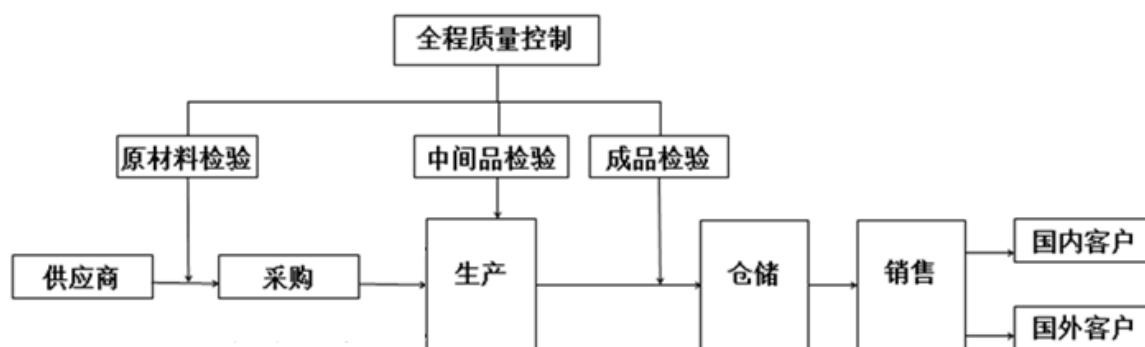 全程质量控制
原材料检验
中间品检验
成品检验
供应商
采购
生产
仓储
销售
国内客户
国外客户